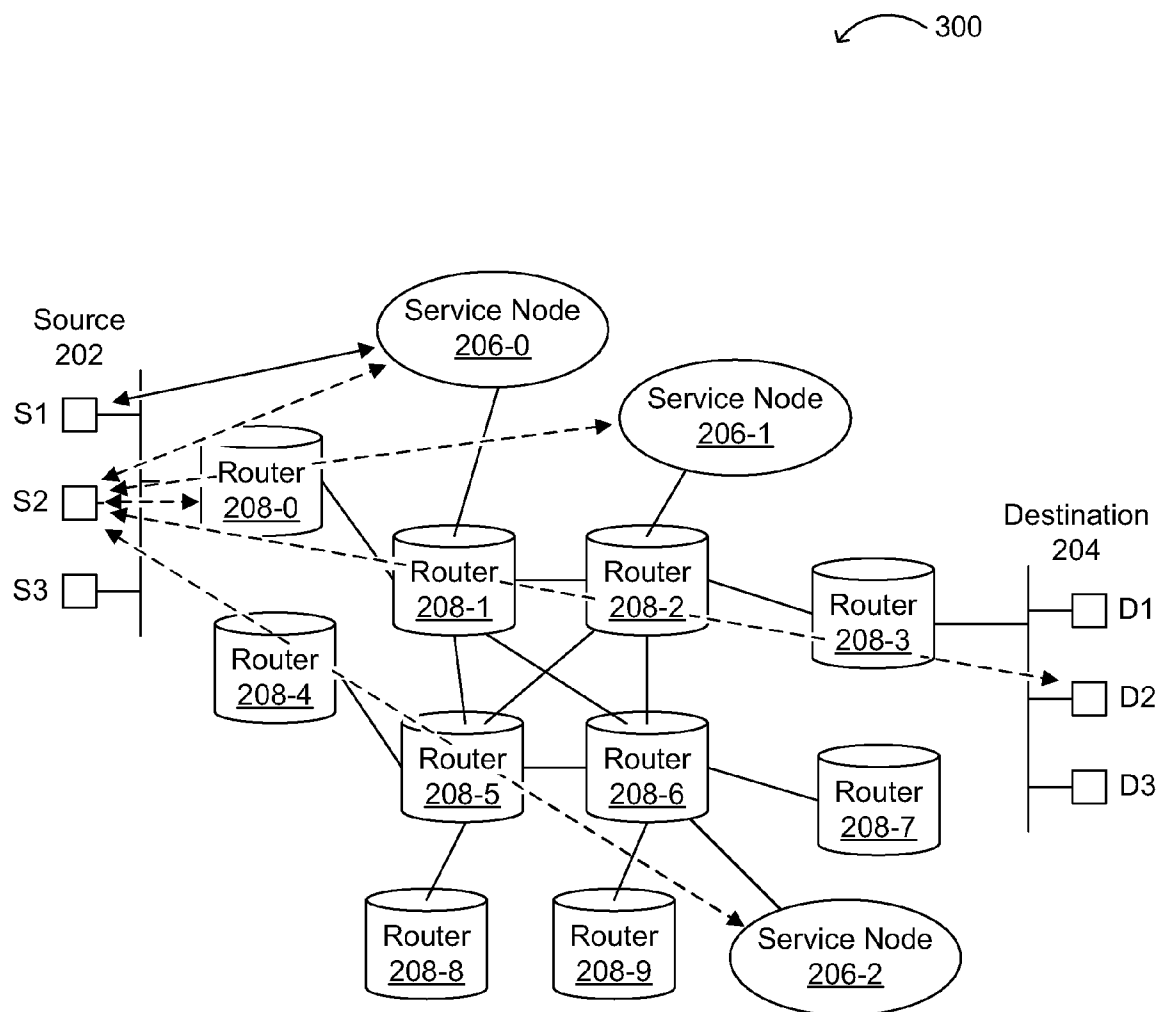 300
Source
202
S1
S2
S3
Service Node
206-0
Service Node
206-1
Router
208-0
Router
208-1
Router
208-2
Router
208-3
Destination
204
D1
D2
D3
Router
208-4
Router
208-5
Router
208-6
Router
208-7
Router
208-8
Router
208-9
Service Node
206-2